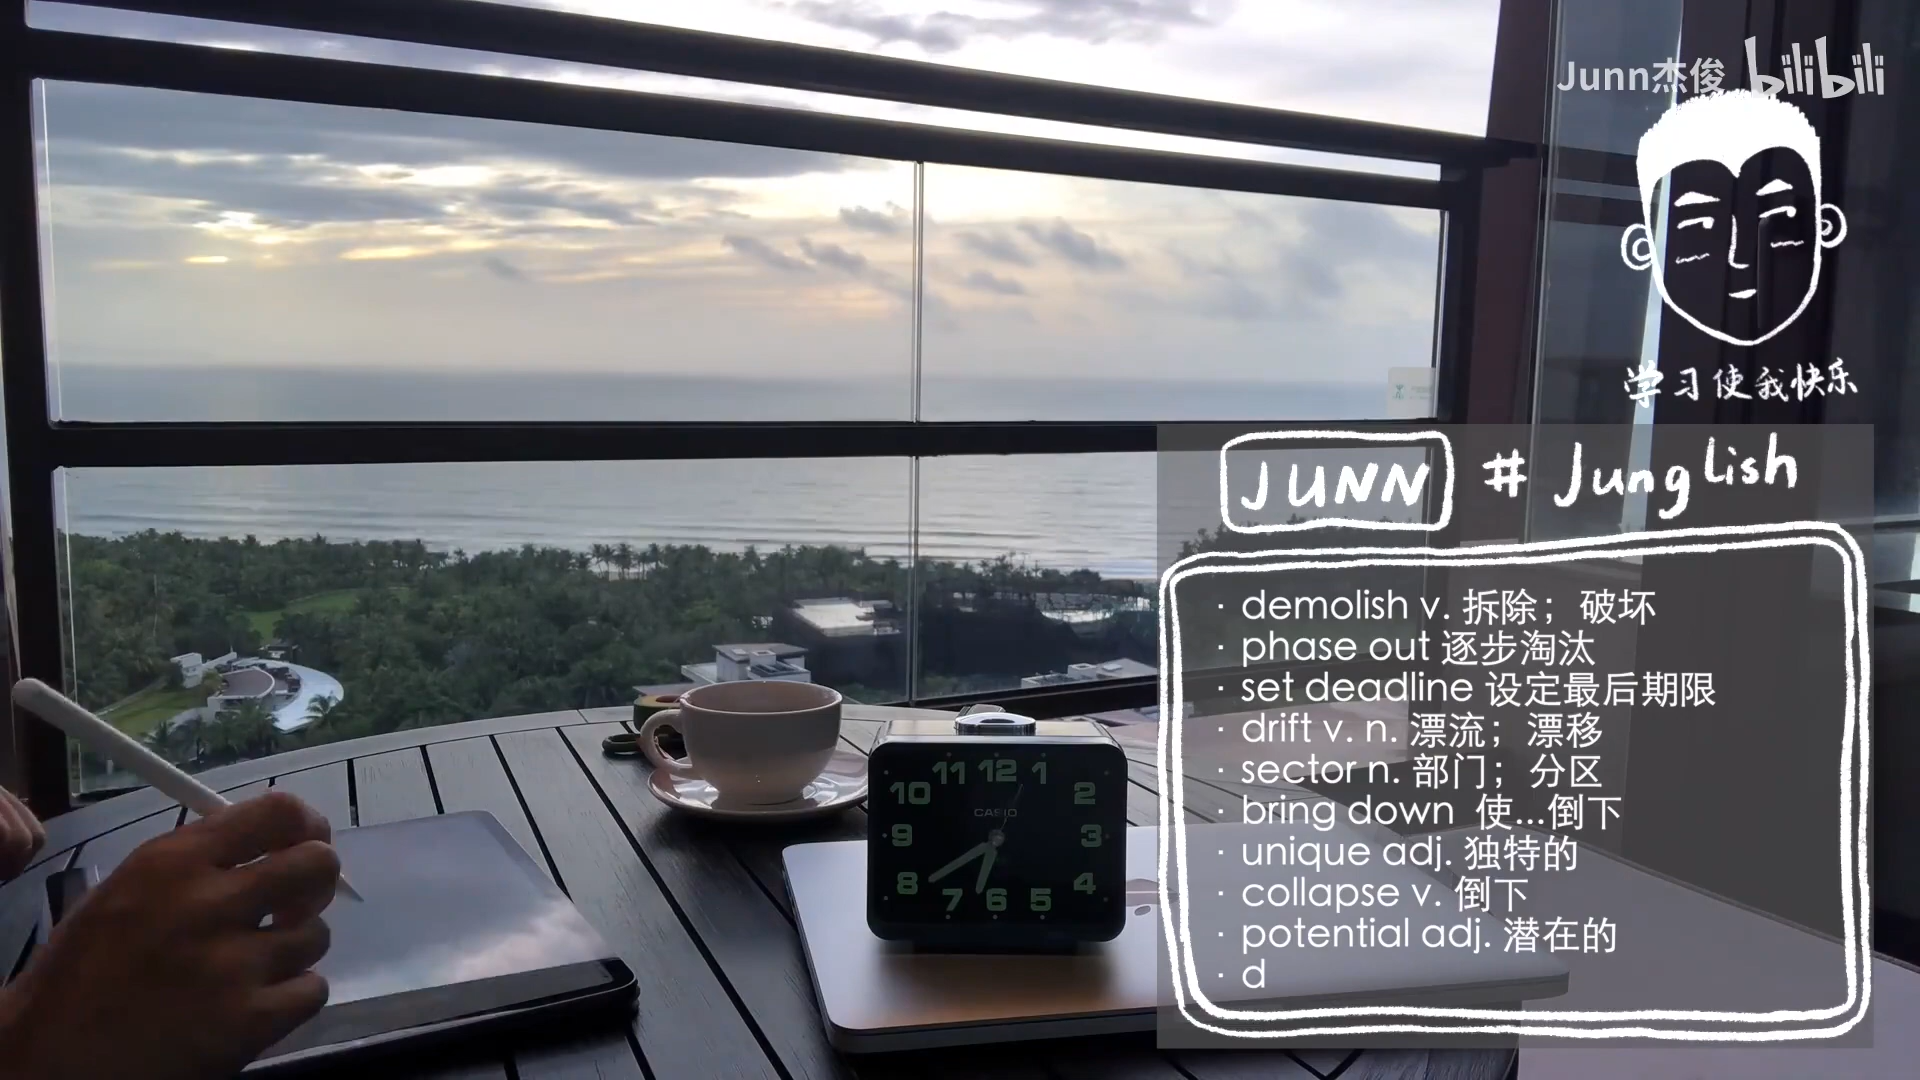 Junn杰俊 bilibili
学习使我快乐
JUNN # Junglish
· demolish v. 拆除；破坏
· phase out 逐步淘汰
· set deadline 设定最后期限
· drift v. n. 漂流；漂移
· sector n. 部门；分区
· bring down 使...倒下
· unique adj. 独特的
· collapse v. 倒下
· potential adj. 潜在的
· d
11 12 1
10 2
CASIO
9 3
8 4
7 6 5